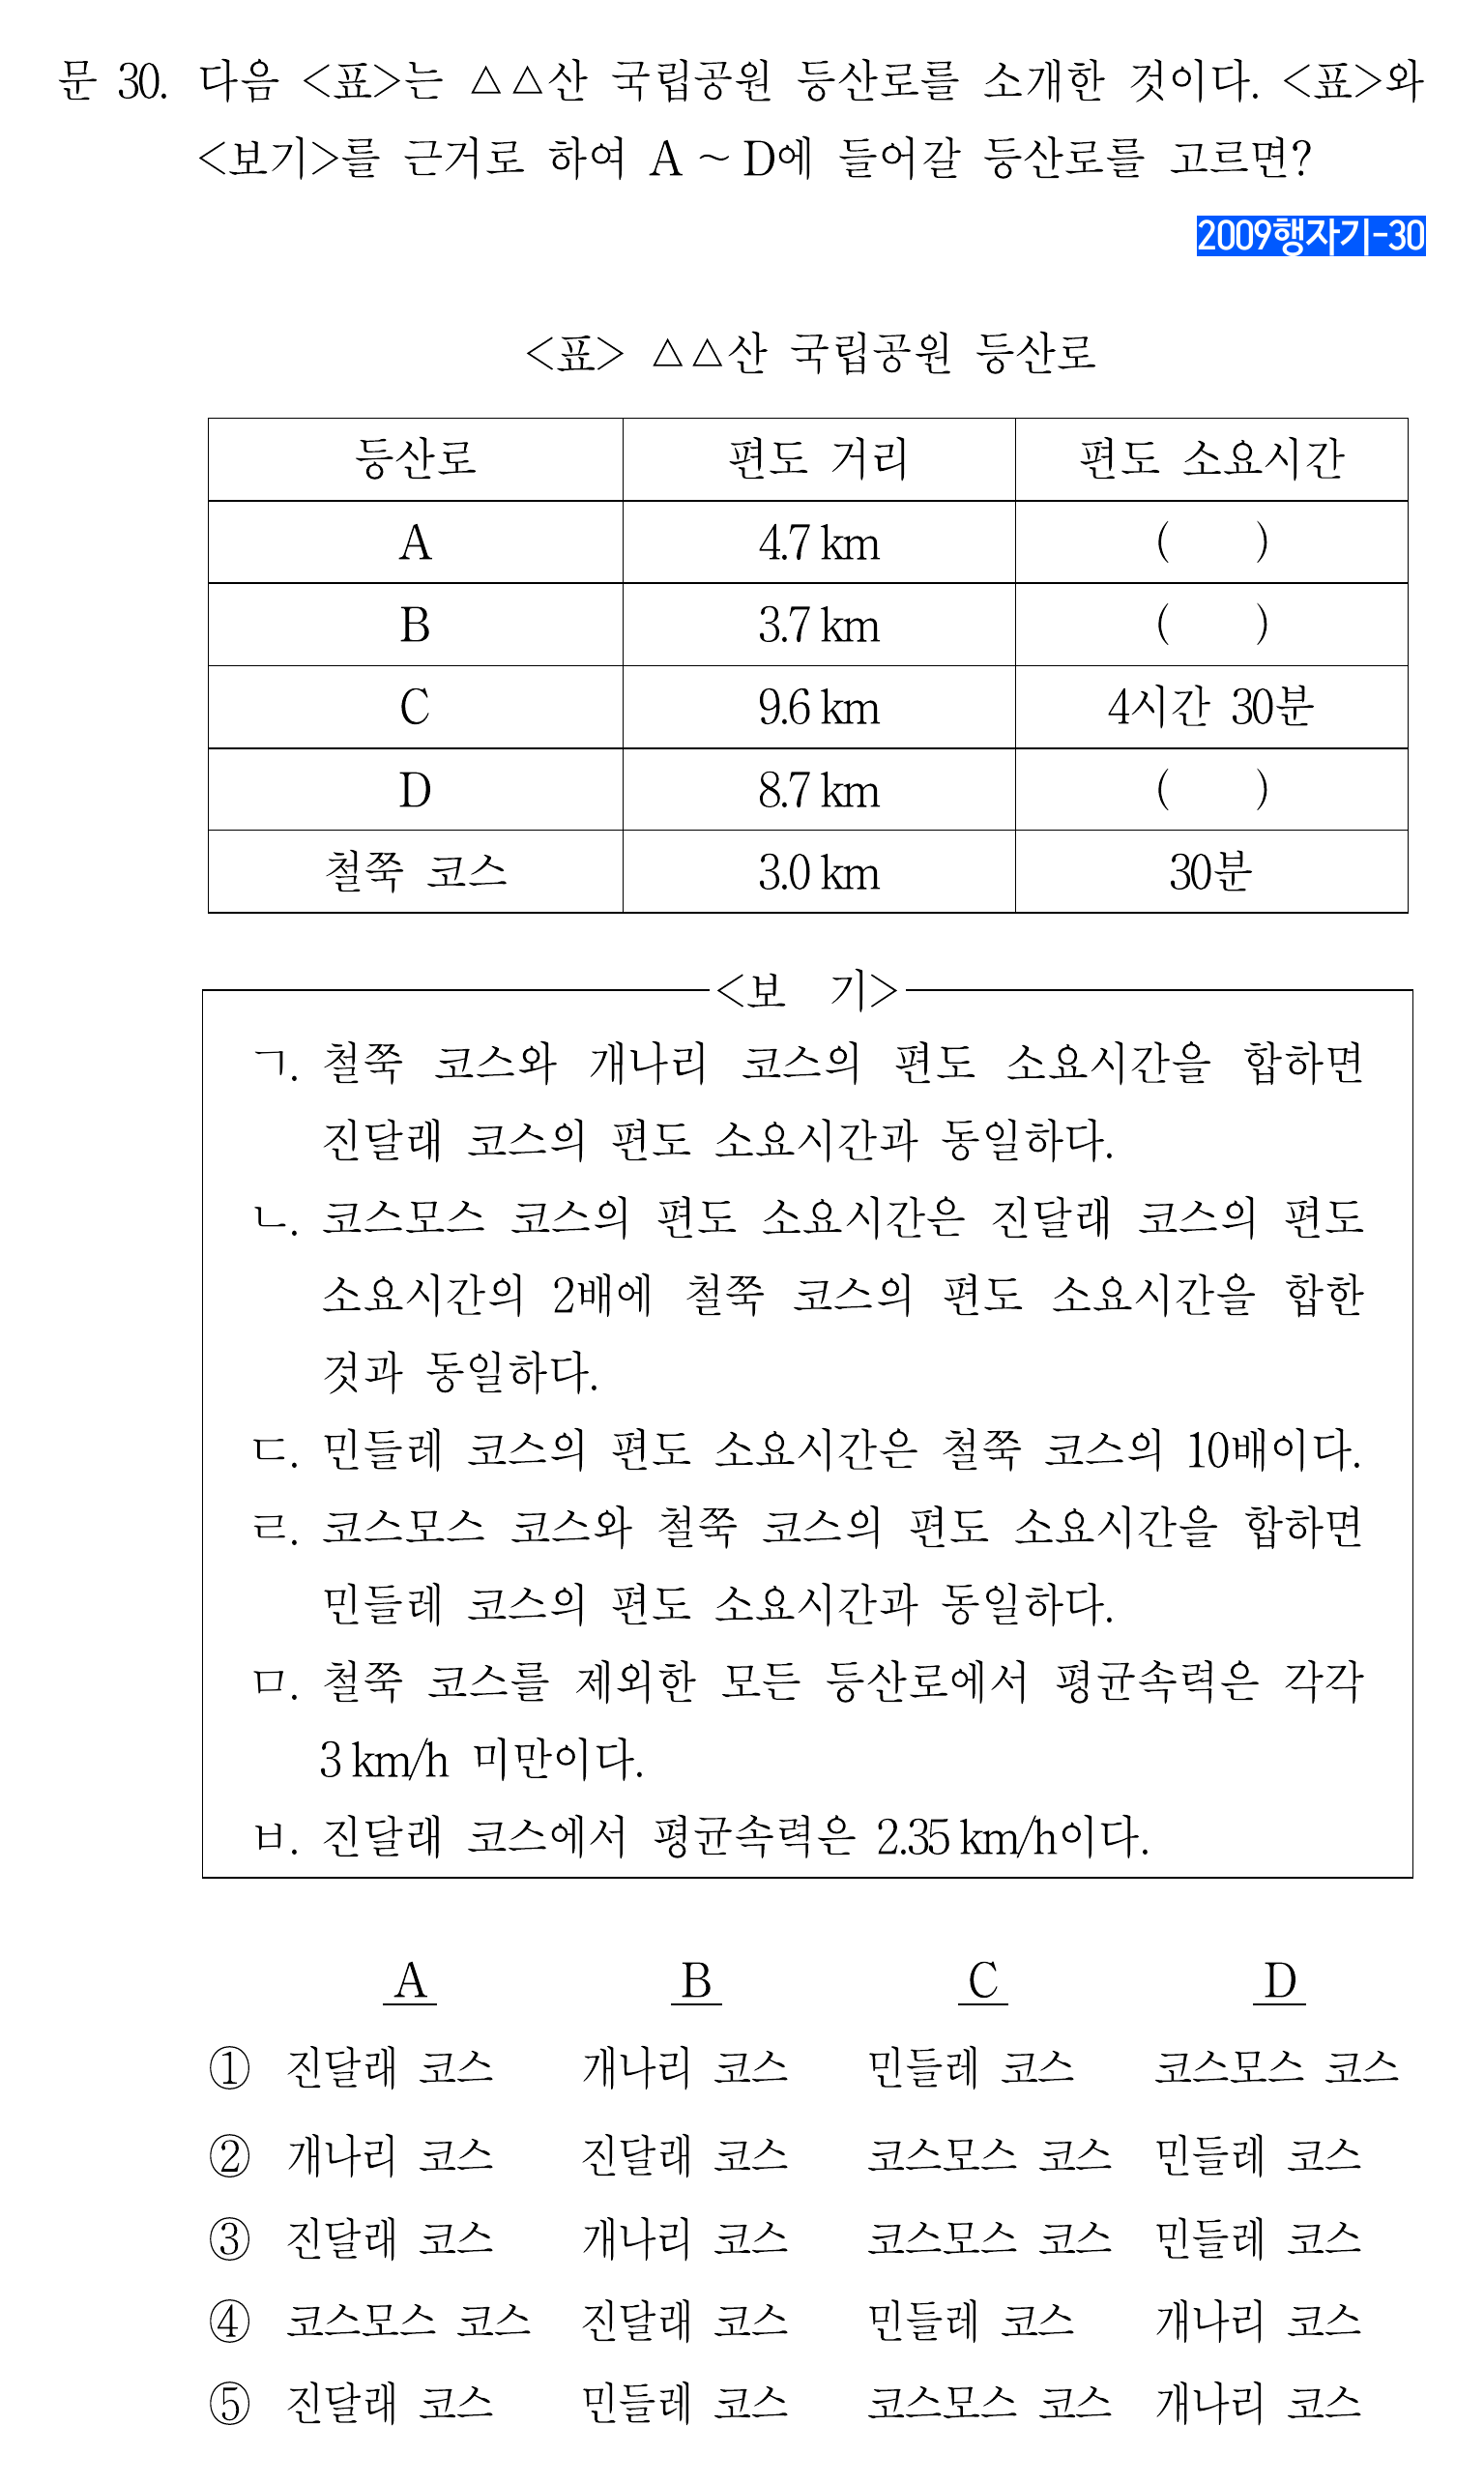 문 30. 다음 <표>는 △△산 국립공원 등산로를 소개한 것이다. <표>와
<보기>를 근거로 하여 A ~ D에 들어갈 등산로를 고르면?
2009행자기-30
<표> △△산 국립공원 등산로
등산로 편도 거리 편도 소요시간
A 4.7 km ( )
B 3.7 km ( )
C 9.6 km 4시간 30분
D 8.7 km ( )
철쭉 코스 3.0 km 30분
<보 기>
ㄱ. 철쭉 코스와 개나리 코스의 편도 소요시간을 합하면
진달래 코스의 편도 소요시간과 동일하다.
ㄴ. 코스모스 코스의 편도 소요시간은 진달래 코스의 편도
소요시간의 2배에 철쭉 코스의 편도 소요시간을 합한
것과 동일하다.
ㄷ. 민들레 코스의 편도 소요시간은 철쭉 코스의 10배이다.
ㄹ. 코스모스 코스와 철쭉 코스의 편도 소요시간을 합하면
민들레 코스의 편도 소요시간과 동일하다.
ㅁ. 철쭉 코스를 제외한 모든 등산로에서 평균속력은 각각
3 km/h 미만이다.
ㅂ. 진달래 코스에서 평균속력은 2.35 km/h이다.
A B C D
① 진달래 코스 개나리 코스 민들레 코스 코스모스 코스
② 개나리 코스 진달래 코스 코스모스 코스 민들레 코스
③ 진달래 코스 개나리 코스 코스모스 코스 민들레 코스
④ 코스모스 코스 진달래 코스 민들레 코스 개나리 코스
⑤ 진달래 코스 민들레 코스 코스모스 코스 개나리 코스